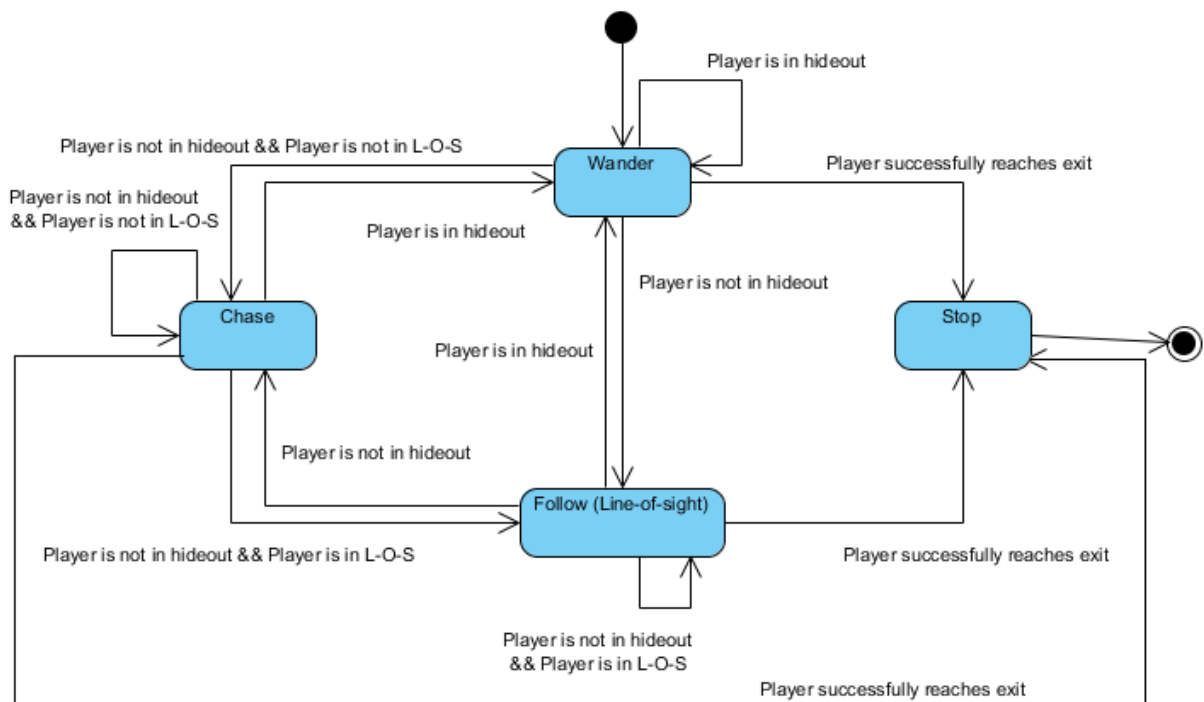 Player is in hideout
Player is not in hideout && Player is not in L-O-S
Wander
Player successfully reaches exit
Player is not in hideout
&& Player is not in L-O-S
Player is in hideout
Player is not in hideout
Chase
Stop
Player is in hideout
Player is not in hideout
Follow (Line-of-sight)
Player is not in hideout && Player is in L-O-S
Player successfully reaches exit
Player is not in hideout
&& Player is in L-O-S
Player successfully reaches exit